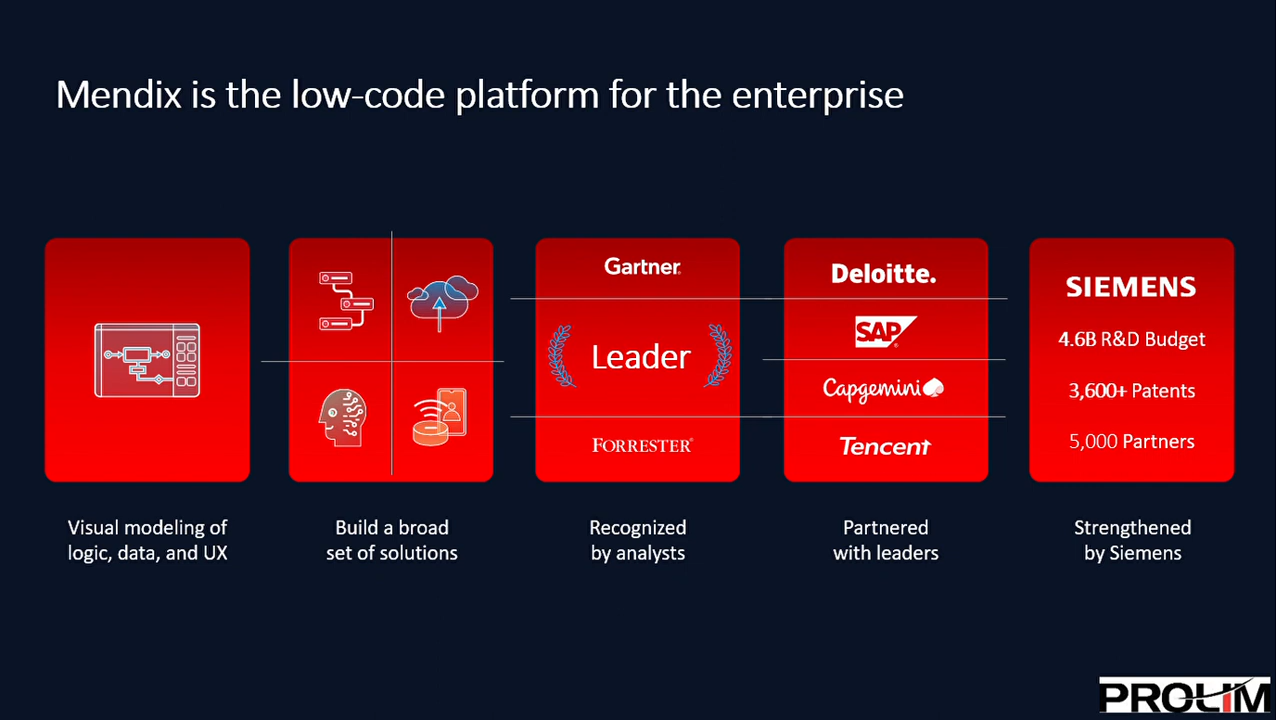 Mendix is the low-code platform for the enterprise
Visual modeling of
logic, data, and UX
Build a broad
set of solutions
Gartner.
Leader
FORRESTER®
Recognized
by analysts
Deloitte.
SAP
Capgemini
Tencent
Partnered
with leaders
SIEMENS
4.6B R&D Budget
3,600+ Patents
5,000 Partners
Strengthened
by Siemens
PROLIM